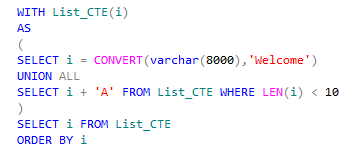 WITH List_CTE(i)
AS
(
SELECT i = CONVERT(varchar(8000),'Welcome')
UNION ALL
SELECT i + 'A' FROM List_CTE WHERE LEN(i) < 10
)
SELECT i FROM List_CTE
ORDER BY i